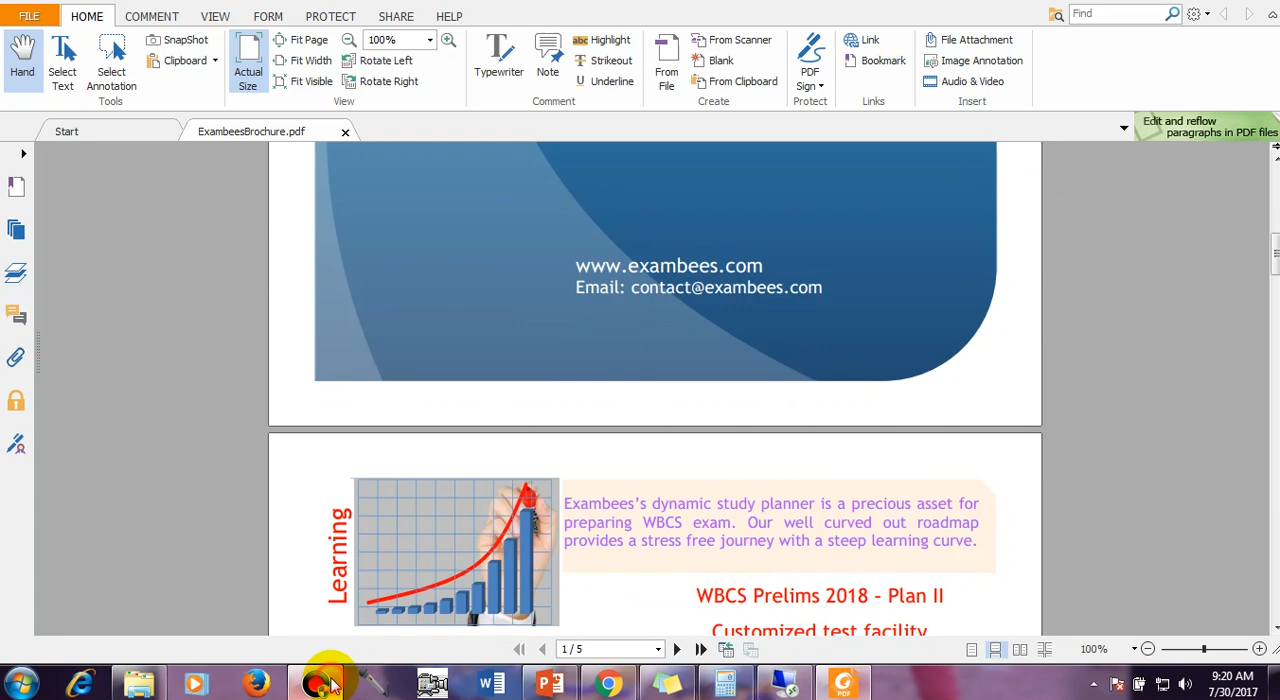 FILE HOME COMMENT VIEW FORM PROTECT SHARE HELP Find
Hand
Select
Text
Select
Annotation
SnapShot
Clipboard
Tools
Actual
Size
Fit Page
Fit Width
Fit Visible
100%
Rotate Left
Rotate Right
View
Typewriter
Note
Highlight
Strikeout
Underline
Comment
From
File
From Scanner
Blank
From Clipboard
Create
PDF
Sign
Protect
Link
Bookmark
Links
File Attachment
Image Annotation
Audio & Video
Insert
Start
ExambeesBrochure.pdf
Edit and reflow
paragraphs in PDF files
www.exambees.com
Email: contact@exambees.com
Learning
Exambees's dynamic study planner is a precious asset for
preparing WBCS exam. Our well curved out roadmap
provides a stress free journey with a steep learning curve.
WBCS Prelims 2018 - Plan II
Customized test facility
1 / 5
100%
9:20 AM
7/30/2017